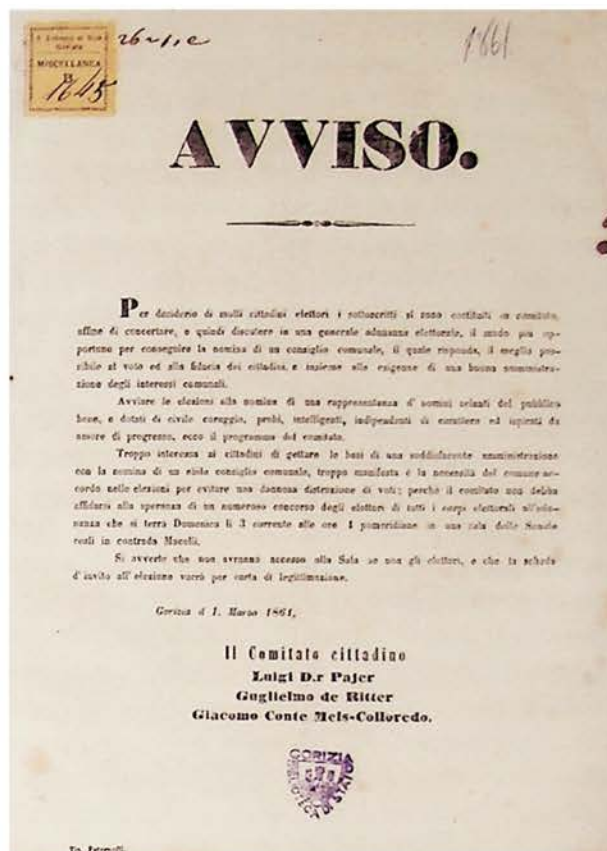 MISCELLANEA
B
1645
1861
AVVISO.
Per desiderio di molti cittadini elettori i sottoscritti si sono costituiti in comitato,
affine di concertare, e quindi discutere in una generale adunanza elettorale, il modo più op-
portuno per conseguire la nomina di un consiglio comunale, il quale risponda, il meglio pos-
sibile al voto ed alla fiducia dei cittadini, e insieme alle esigenze di una buona amministra-
zione degli interessi comunali.
Avviare le elezioni alla nomina di una rappresentanza d' uomini zelanti del pubblico
bene, e dotati di civile coraggio, probi, intelligenti, indipendenti di carattere ed ispirati da
amore di progresso, ecco il programma del comitato.
Troppo interessa ai cittadini di gettare le basi di una soddisfacente amministrazione
con la nomina di un eletto consiglio comunale, troppo manifesta è la necessità del comune ac-
cordo nelle elezioni per evitare una dannosa distrazione di voti; perchè il comitato non debba
affidarsi alla speranza di un numeroso concorso degli elettori di tutti i corpi elettorali all'adu-
nanza che si terrà Domenica li 3 corrente alle ore 4 pomeridiane in una sala delle Scuole
reali in contrada Macelli.
Si avverte che non avranno accesso alla Sala se non gli elettori, e che la scheda
d' invito all' elezione varrà per carta di legittimazione.
Gorizia il 1. Marzo 1861.
Il Comitato cittadino
Luigi D.r Pajer
Guglielmo de Ritter
Giacomo Conte Mels-Colloredo.
GORIZIA
BIBLIOTECA DI STATO